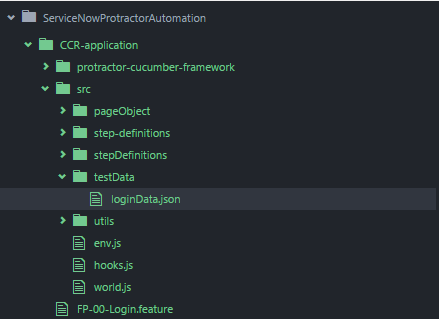 ServiceNowProtractorAutomation
CCR-application
protractor-cucumber-framework
src
pageObject
step-definitions
stepDefinitions
testData
loginData.json
utils
env.js
hooks.js
world.js
FP-00-Login.feature